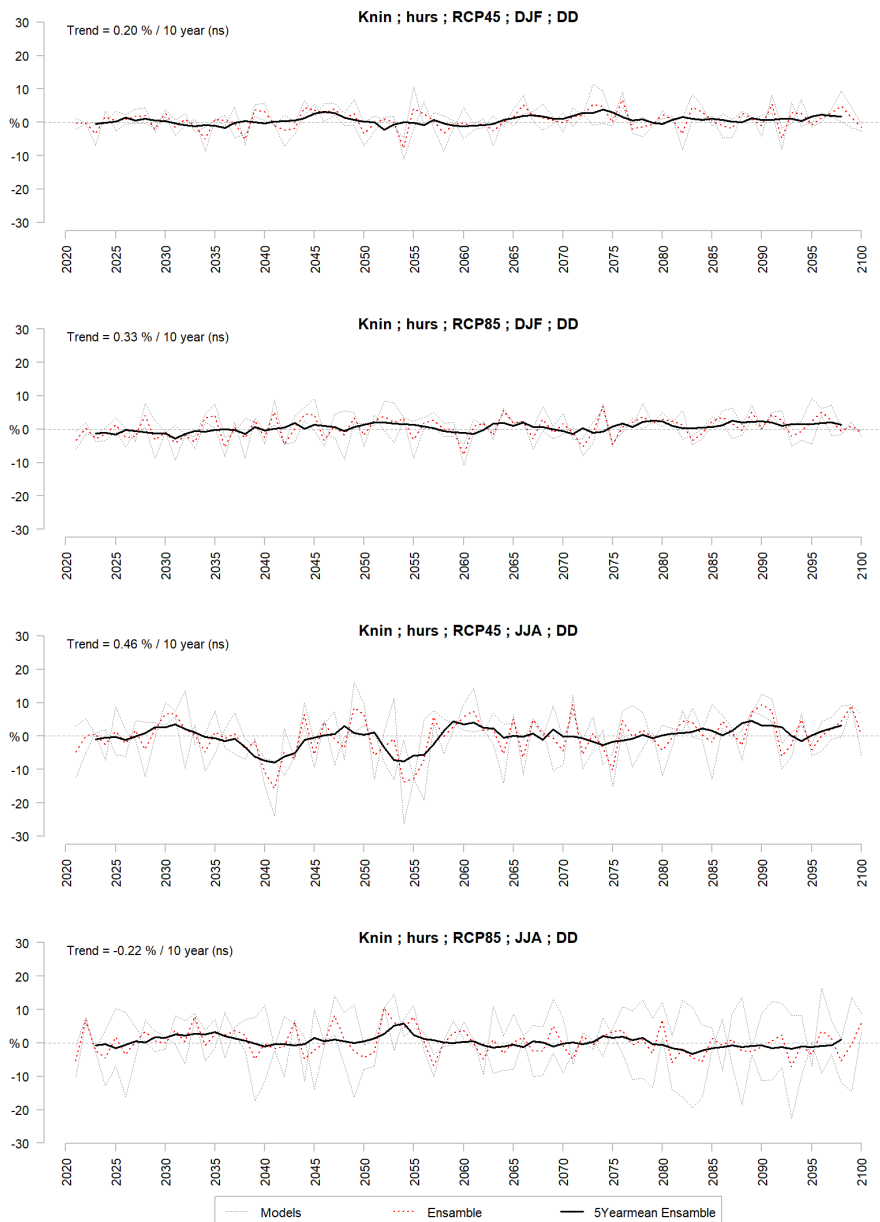 Knin ; hurs ; RCP45 ; DJF ; DD
Trend = 0.20 % / 10 year (ns)
30
20
10
% 0
-10
-20
-30
2020 2025 2030 2035 2040 2045 2050 2055 2060 2065 2070 2075 2080 2085 2090 2095 2100
Knin ; hurs ; RCP85 ; DJF ; DD
Trend = 0.33 % / 10 year (ns)
30
20
10
% 0
-10
-20
-30
2020 2025 2030 2035 2040 2045 2050 2055 2060 2065 2070 2075 2080 2085 2090 2095 2100
Knin ; hurs ; RCP45 ; JJA ; DD
Trend = 0.46 % / 10 year (ns)
30
20
10
% 0
-10
-20
-30
2020 2025 2030 2035 2040 2045 2050 2055 2060 2065 2070 2075 2080 2085 2090 2095 2100
Knin ; hurs ; RCP85 ; JJA ; DD
Trend = -0.22 % / 10 year (ns)
30
20
10
% 0
-10
-20
-30
2020 2025 2030 2035 2040 2045 2050 2055 2060 2065 2070 2075 2080 2085 2090 2095 2100
Models Ensamble 5Yearmean Ensamble